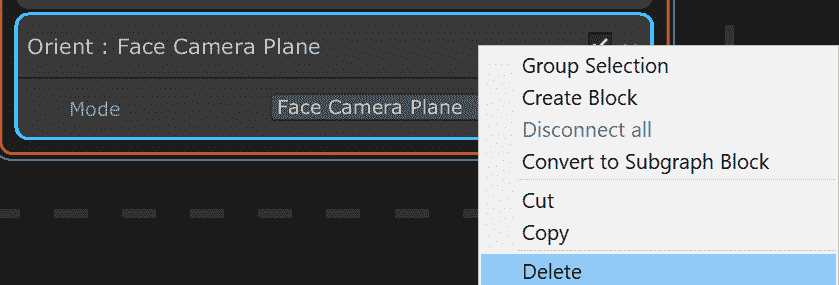 Orient : Face Camera Plane
Mode
Face Camera Plane
Group Selection
Create Block
Disconnect all
Convert to Subgraph Block
Cut
Copy
Delete